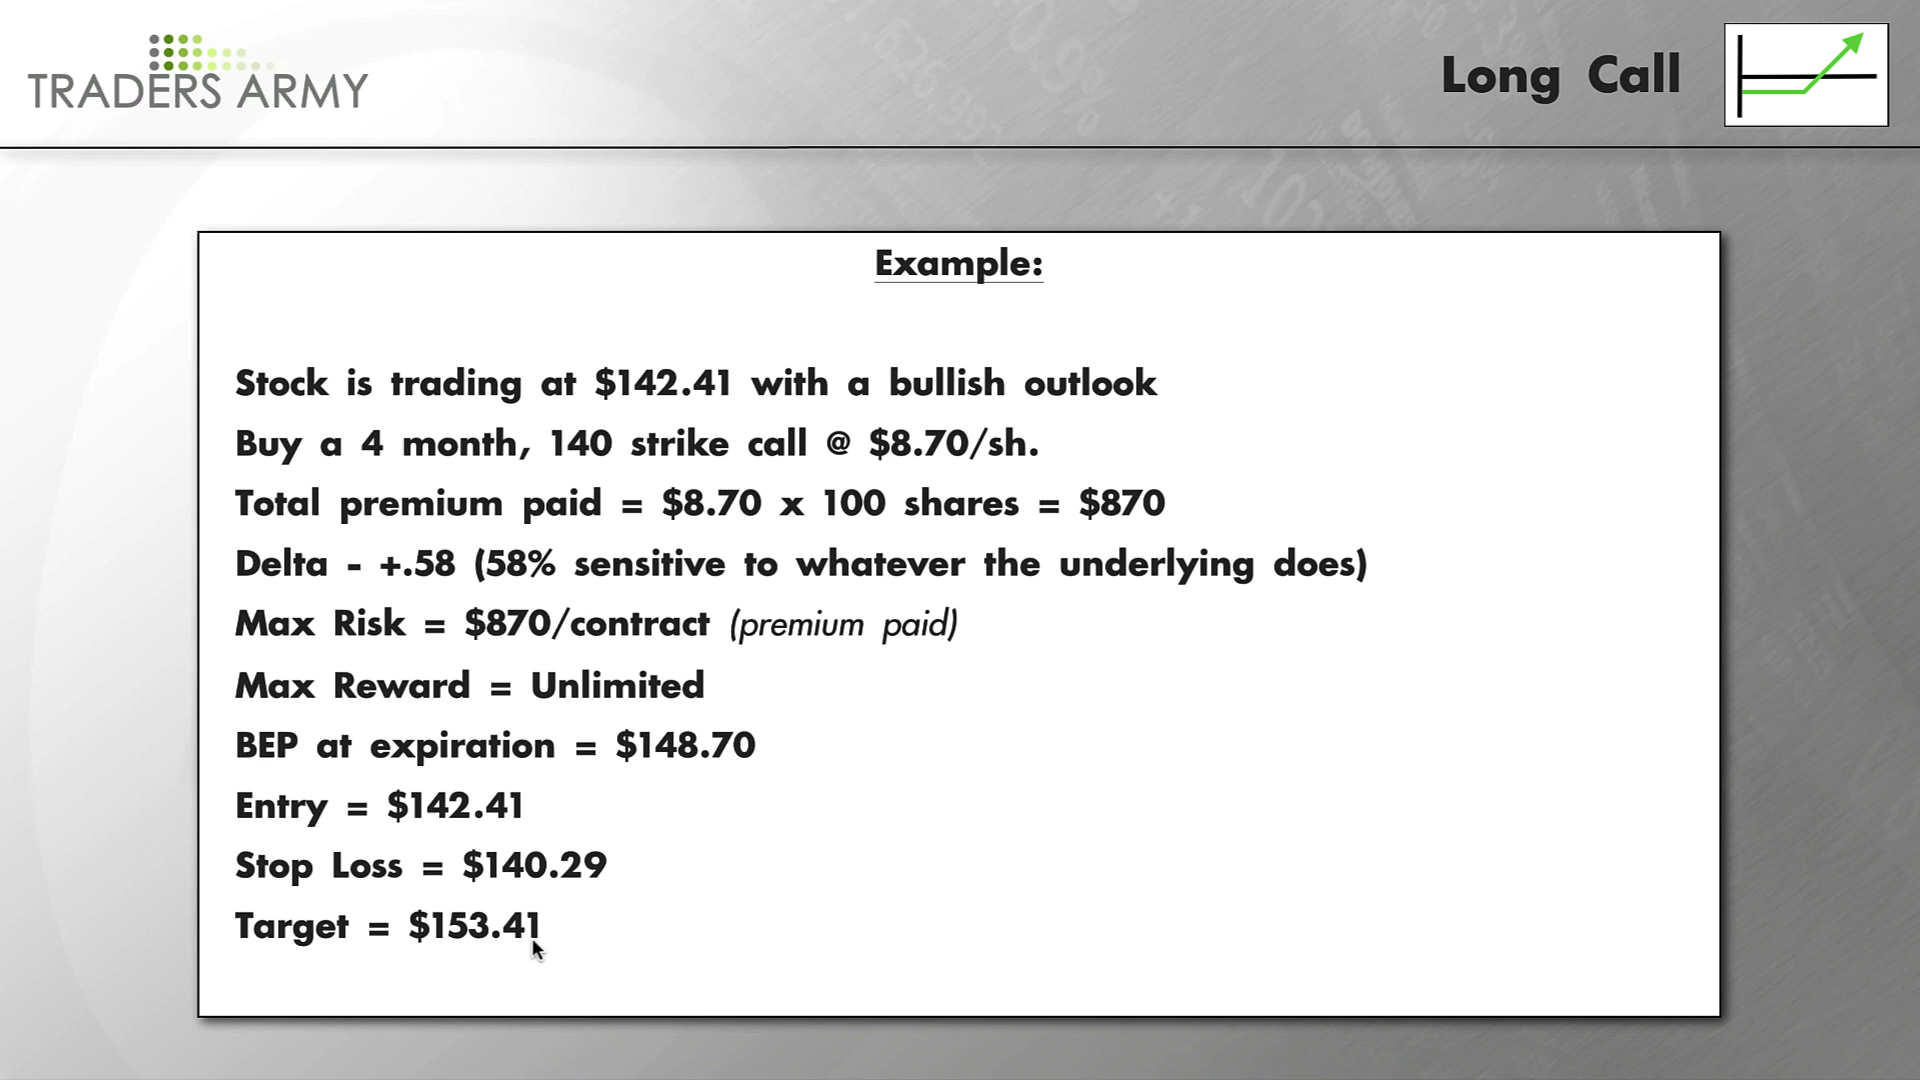 TRADERS ARMY
Long Call
Example:
Stock is trading at $142.41 with a bullish outlook
Buy a 4 month, 140 strike call @ $8.70/sh.
Total premium paid = $8.70 x 100 shares = $870
Delta - +.58 (58% sensitive to whatever the underlying does)
Max Risk = $870/contract (premium paid)
Max Reward = Unlimited
BEP at expiration = $148.70
Entry = $142.41
Stop Loss = $140.29
Target = $153.41